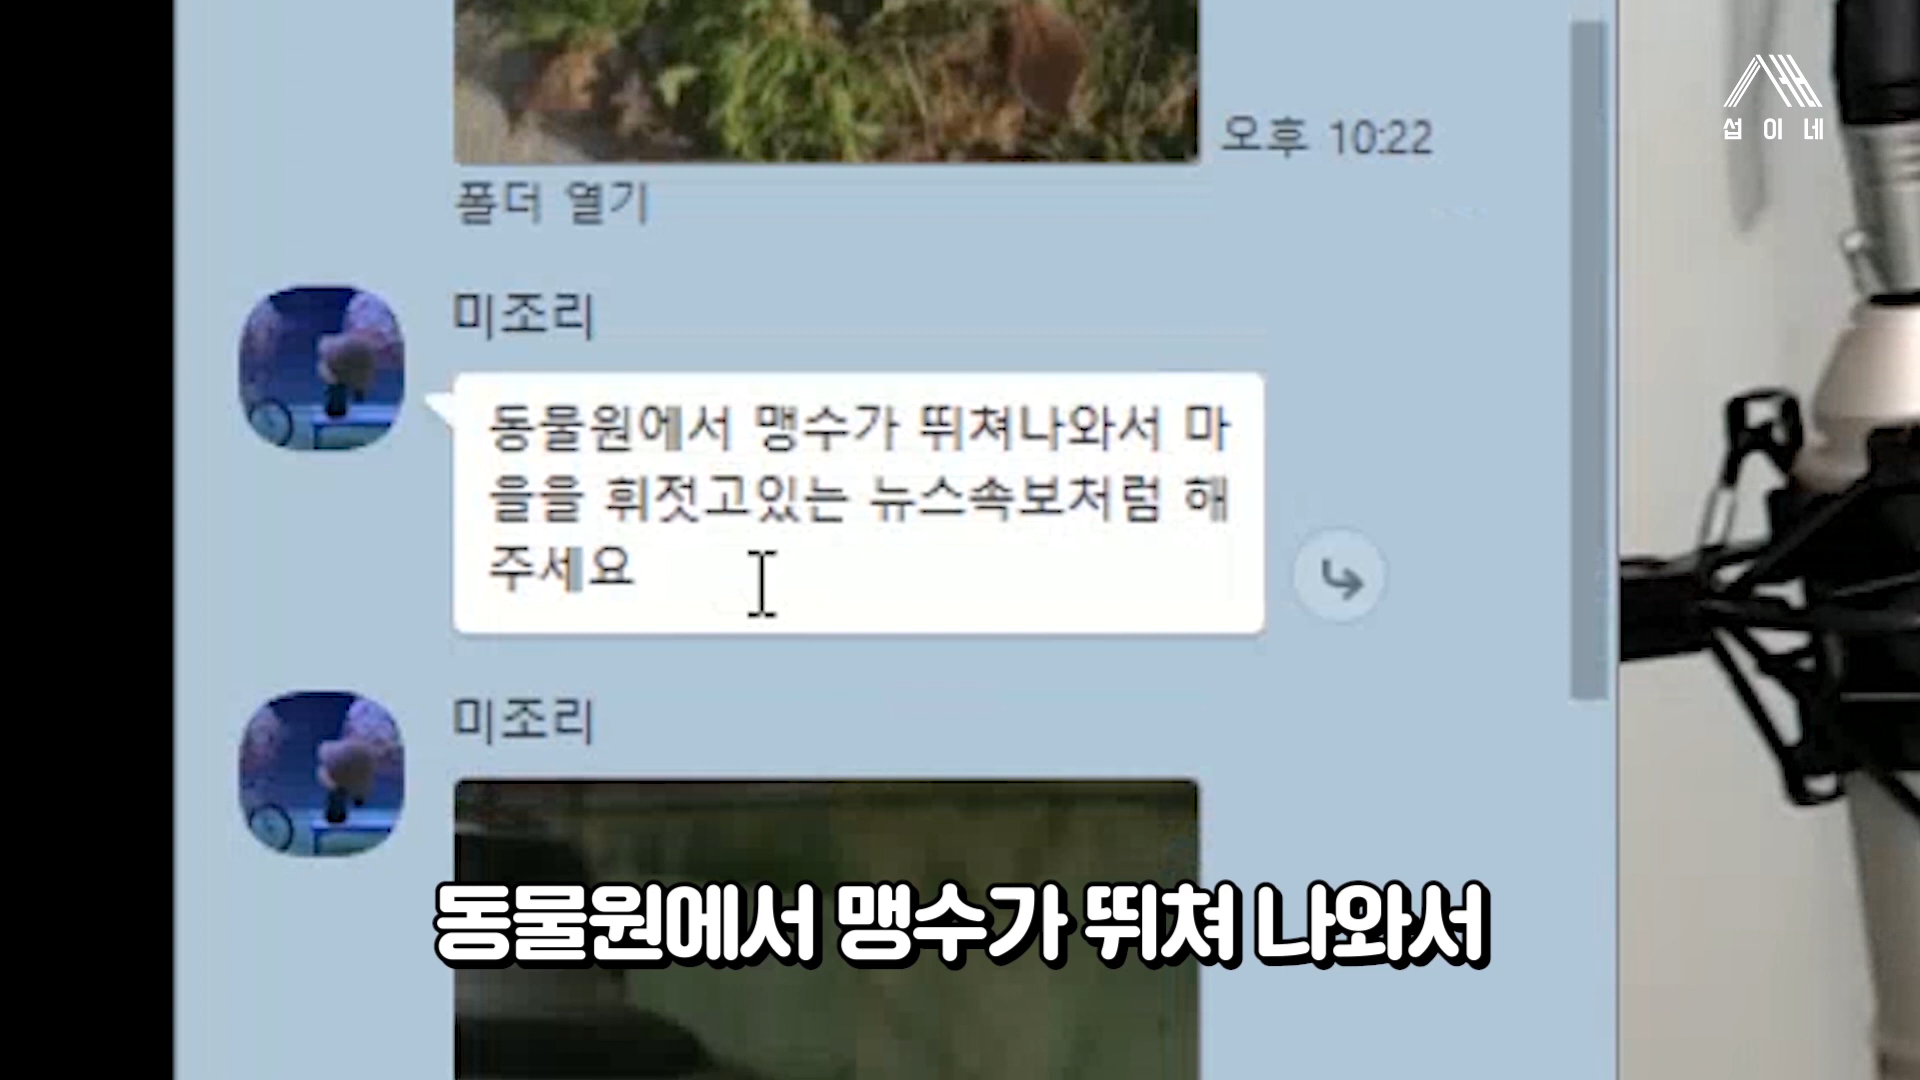 섭이네
오후 10:22
폴더 열기
미조리
동물원에서 맹수가 뛰쳐나와서 마
을을 휘젓고있는 뉴스속보처럼 해
주세요
미조리
동물원에서 맹수가 뛰쳐 나와서